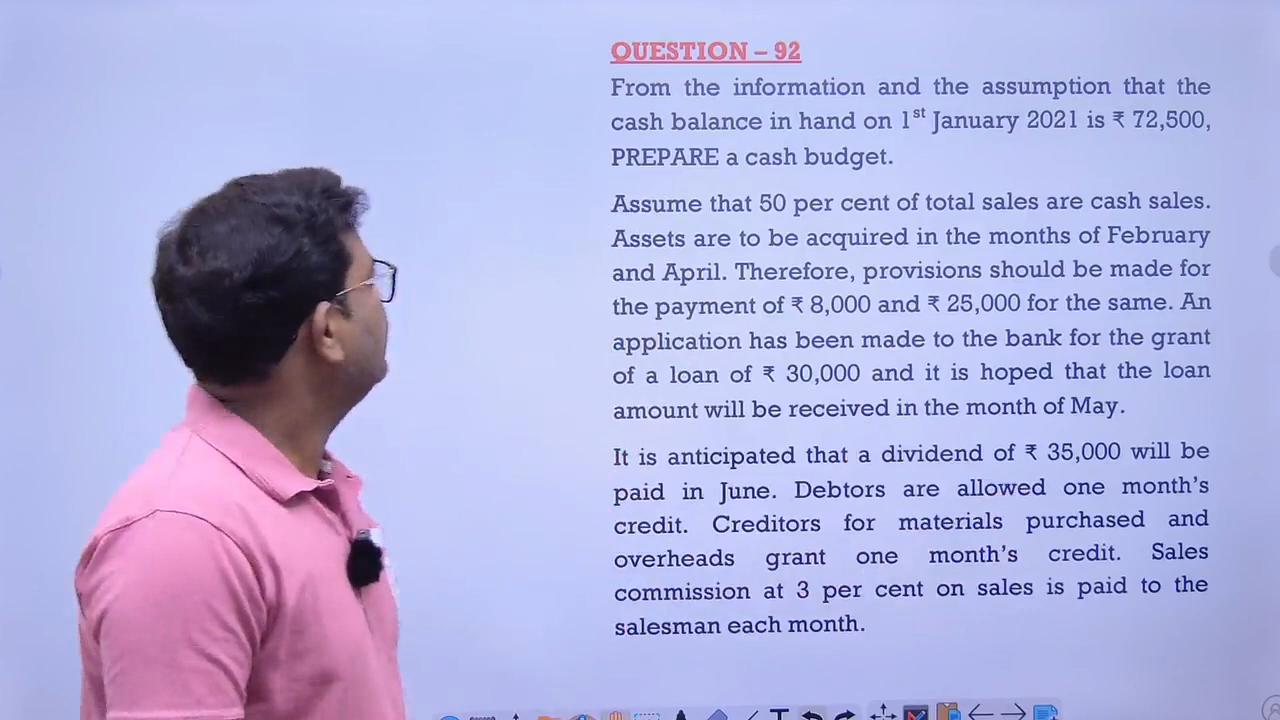 QUESTION – 92
From the information and the assumption that the
cash balance in hand on 1st January 2021 is ₹ 72,500,
PREPARE a cash budget.
Assume that 50 per cent of total sales are cash sales.
Assets are to be acquired in the months of February
and April. Therefore, provisions should be made for
the payment of ₹ 8,000 and ₹ 25,000 for the same. An
application has been made to the bank for the grant
of a loan of ₹ 30,000 and it is hoped that the loan
amount will be received in the month of May.
It is anticipated that a dividend of ₹ 35,000 will be
paid in June. Debtors are allowed one month's
credit. Creditors for materials purchased and
overheads grant one month's credit. Sales
commission at 3 per cent on sales is paid to the
salesman each month.